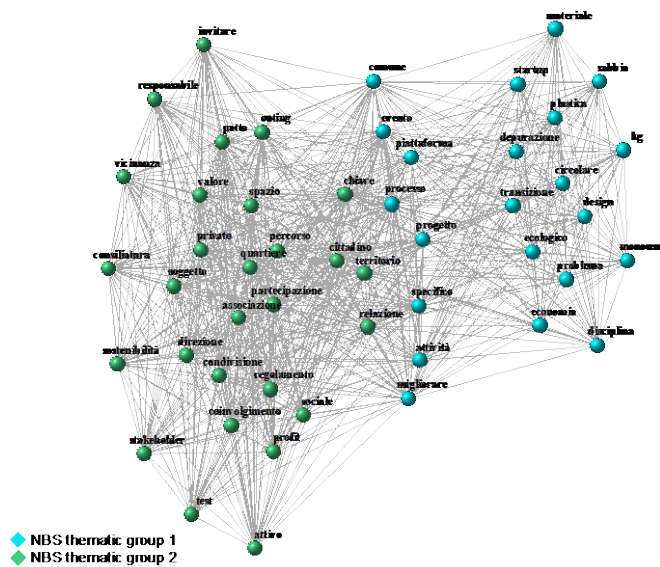 materiale
invitare
comune
startup
sabbia
responsabile
plastica
outing
evento
patto
depurazione
kg
piattaforma
vicinanza
circolare
chiave
valore
spazio
processo
transizione
design
progetto
privato
percorso
ecologico
quartiere
cittadino
consiliatura
territorio
problema
soggetto
partecipazione
specifico
associazione
relazione
economia
disciplina
direzione
sostenibilità
attività
condivisione
regolamento
migliorare
sociale
coinvolgimento
stakeholder
profit
test
attivo
NBS thematic group 1
NBS thematic group 2